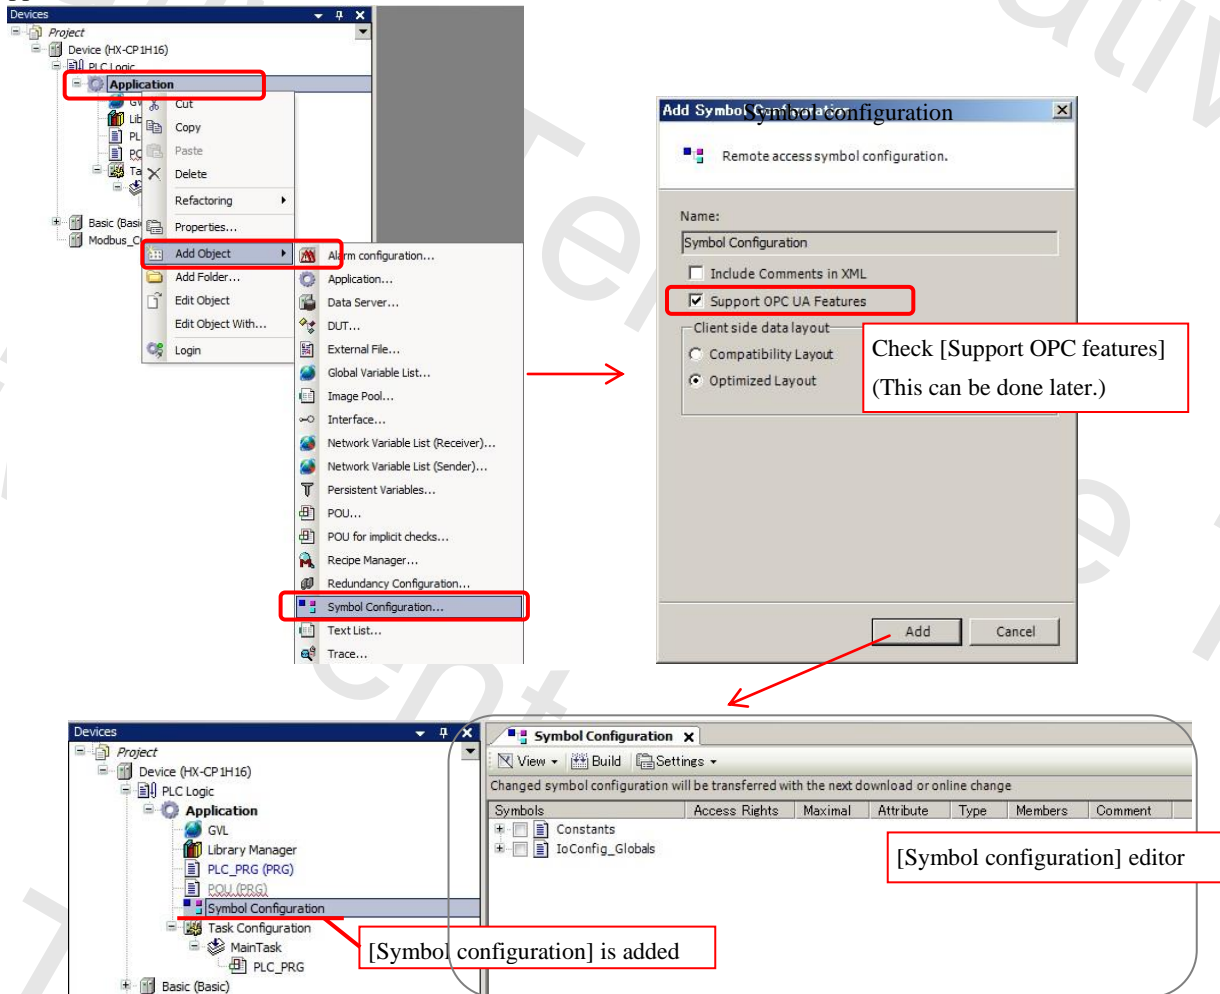 Devices
Project
Device (HX-CP1H16)
PLC Logic
Application
Cut
Copy
Paste
Delete
Refactoring
Basic (Basi
Properties...
Modbus_C
Add Object
Add Folder...
Edit Object
Edit Object With...
Login
Alarm configuration...
Application...
Data Server...
DUT...
External File...
Global Variable List...
Image Pool...
Interface...
Network Variable List (Receiver)...
Network Variable List (Sender)...
Persistent Variables...
POU...
POU for implicit checks...
Recipe Manager...
Redundancy Configuration...
Symbol Configuration...
Text List...
Trace...
Add Symbol Configuration
Symbol configuration
Remote access symbol configuration.
Name:
Symbol Configuration
Include Comments in XML
Support OPC UA Features
Client side data layout
Compatibility Layout
Optimized Layout
Check [Support OPC features]
(This can be done later.)
Add Cancel
Devices
Project
Device (HX-CP1H16)
PLC Logic
Application
GVL
Library Manager
PLC_PRG (PRG)
POU (PRG)
Symbol Configuration
Task Configuration
MainTask
PLC_PRG
Basic (Basic)
[Symbol configuration] is added
Symbol Configuration
View Build Settings
Changed symbol configuration will be transferred with the next download or online change
Symbols Access Rights Maximal Attribute Type Members Comment
Constants
IoConfig_Globals
[Symbol configuration] editor